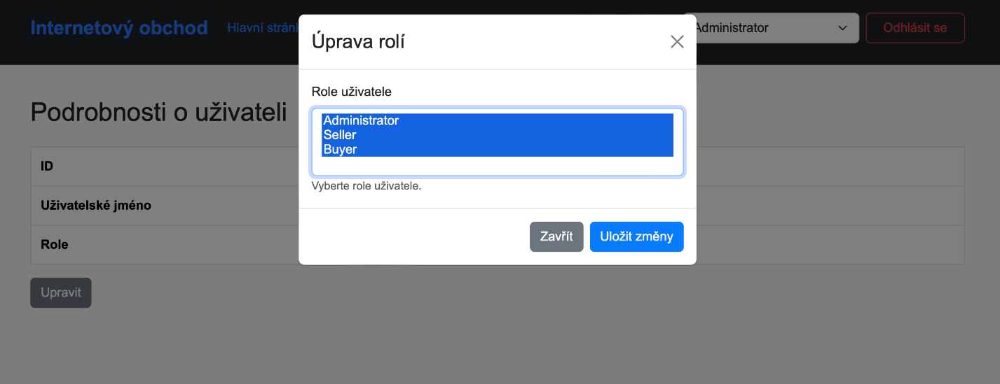 Internetový obchod
Hlavní stránk
Administrator
Odhlásit se
Úprava rolí
Role uživatele
Administrator
Seller
Buyer
Vyberte role uživatele.
Zavřít
Uložit změny
Podrobnosti o uživateli
ID
Uživatelské jméno
Role
Upravit